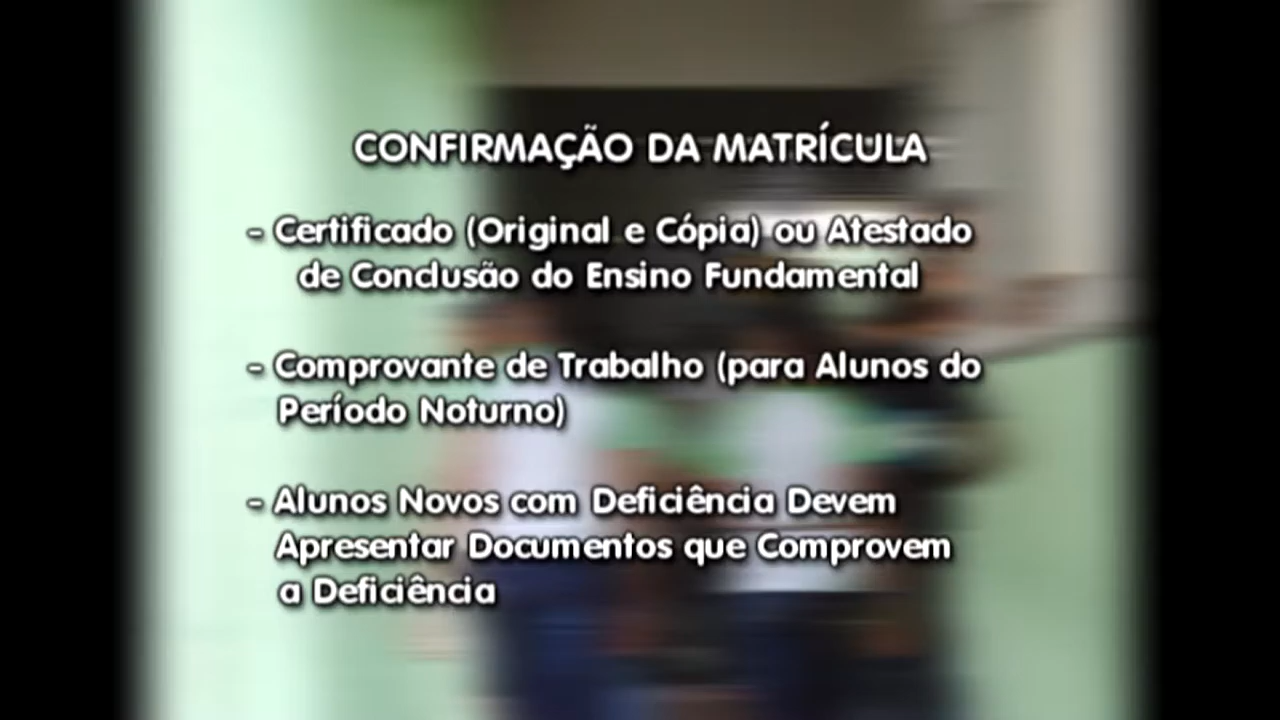 CONFIRMAÇÃO DA MATRÍCULA
- Certificado (Original e Cópia) ou Atestado
de Conclusão do Ensino Fundamental
- Comprovante de Trabalho (para Alunos do
Período Noturno)
- Alunos Novos com Deficiência Devem
Apresentar Documentos que Comprovem
a Deficiência